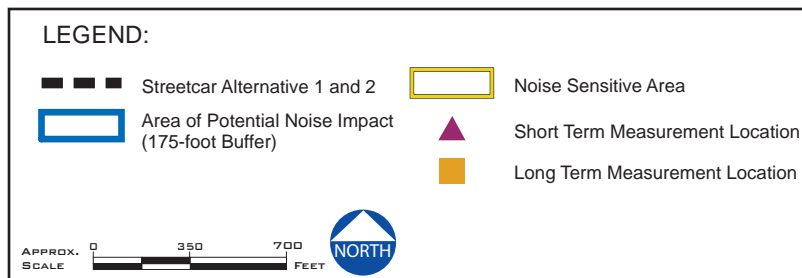 LEGEND:
Streetcar Alternative 1 and 2
Area of Potential Noise Impact
(175-foot Buffer)
Noise Sensitive Area
Short Term Measurement Location
Long Term Measurement Location
APPROX.
SCALE
0 350 700
FEET
NORTH